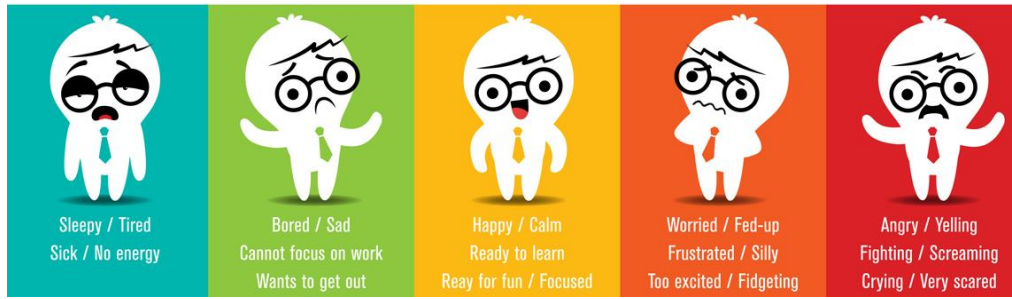 Sleepy / Tired
Sick / No energy
Bored / Sad
Cannot focus on work
Wants to get out
Happy / Calm
Ready to learn
Reay for fun / Focused
Worried / Fed-up
Frustrated / Silly
Too excited / Fidgeting
Angry / Yelling
Fighting / Screaming
Crying / Very scared